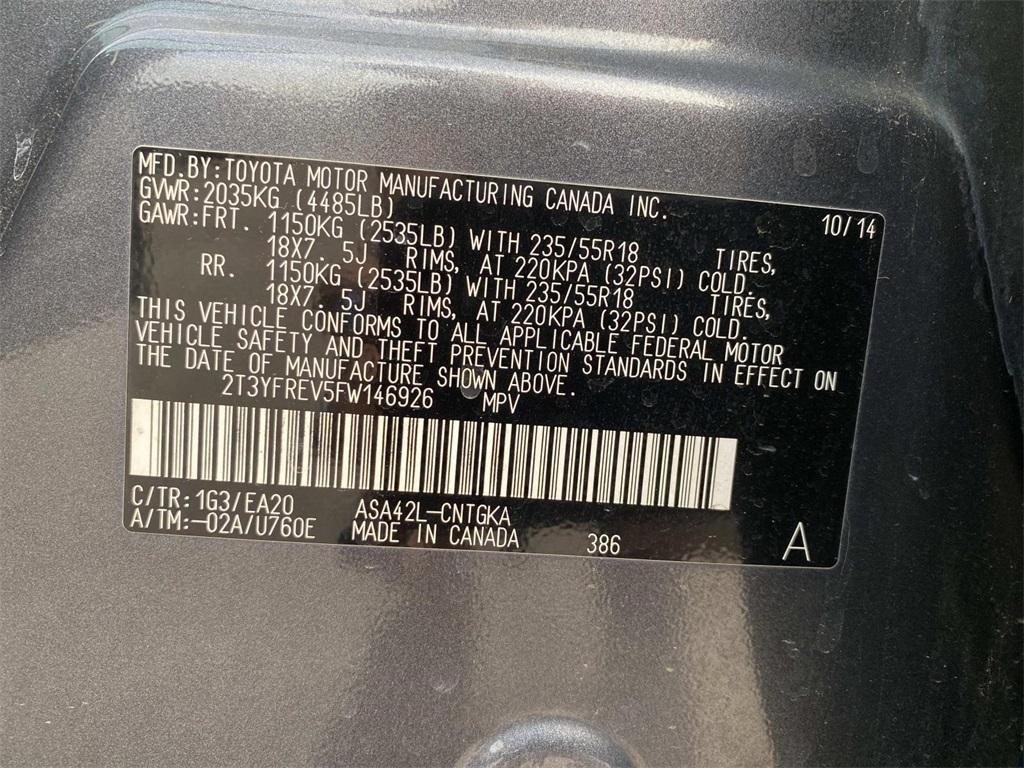 MFD.BY:TOYOTA MOTOR MANUFACTURING CANADA INC.
GVWR:2035KG (4485LB) 10/14
GAWR:FRT. 1150KG (2535LB) WITH 235/55R18 TIRES,
18X7. 5J RIMS, AT 220KPA (32PSI) COLD.
RR. 1150KG (2535LB) WITH 235/55R18 TIRES,
18X7. 5J RIMS, AT 220KPA (32PSI) COLD.
THIS VEHICLE CONFORMS TO ALL APPLICABLE FEDERAL MOTOR
VEHICLE SAFETY AND THEFT PREVENTION STANDARDS IN EFFECT ON
THE DATE OF MANUFACTURE SHOWN ABOVE.
2T3YFREV5FW146926 MPV
C/TR:1G3/EA20 ASA42L-CNTGKA
A/TM:-02A/U760E MADE IN CANADA 386 A